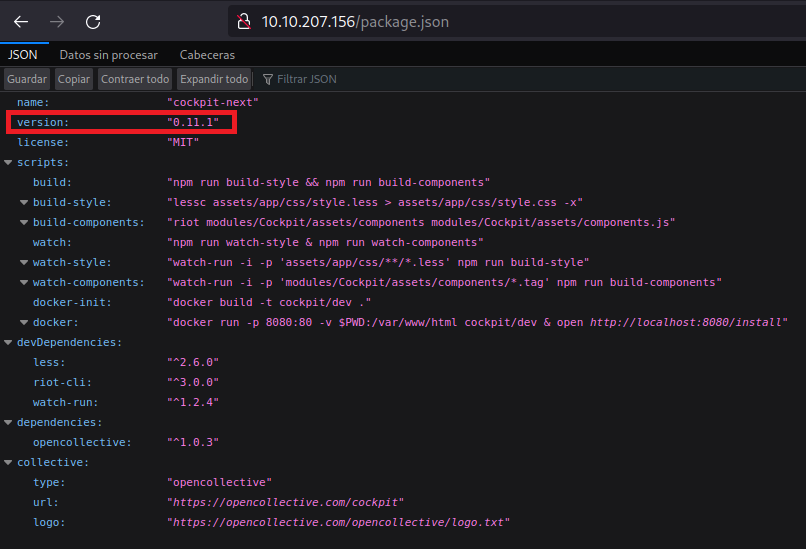 10.10.207.156/package.json
JSON Datos sin procesar Cabeceras
Guardar Copiar Contraer todo Expandir todo Filtrar JSON
name: "cockpit-next"
version: "0.11.1"
license: "MIT"
scripts:
build: "npm run build-style && npm run build-components"
build-style: "lessc assets/app/css/style.less > assets/app/css/style.css -x"
build-components: "riot modules/Cockpit/assets/components modules/Cockpit/assets/components.js"
watch: "npm run watch-style & npm run watch-components"
watch-style: "watch-run -i -p 'assets/app/css/**/*.less' npm run build-style"
watch-components: "watch-run -i -p 'modules/Cockpit/assets/components/*.tag' npm run build-components"
docker-init: "docker build -t cockpit/dev ."
docker: "docker run -p 8080:80 -v $PWD:/var/www/html cockpit/dev & open http://localhost:8080/install"
devDependencies:
less: "^2.6.0"
riot-cli: "^3.0.0"
watch-run: "^1.2.4"
dependencies:
opencollective: "^1.0.3"
collective:
type: "opencollective"
url: "https://opencollective.com/cockpit"
logo: "https://opencollective.com/opencollective/logo.txt"